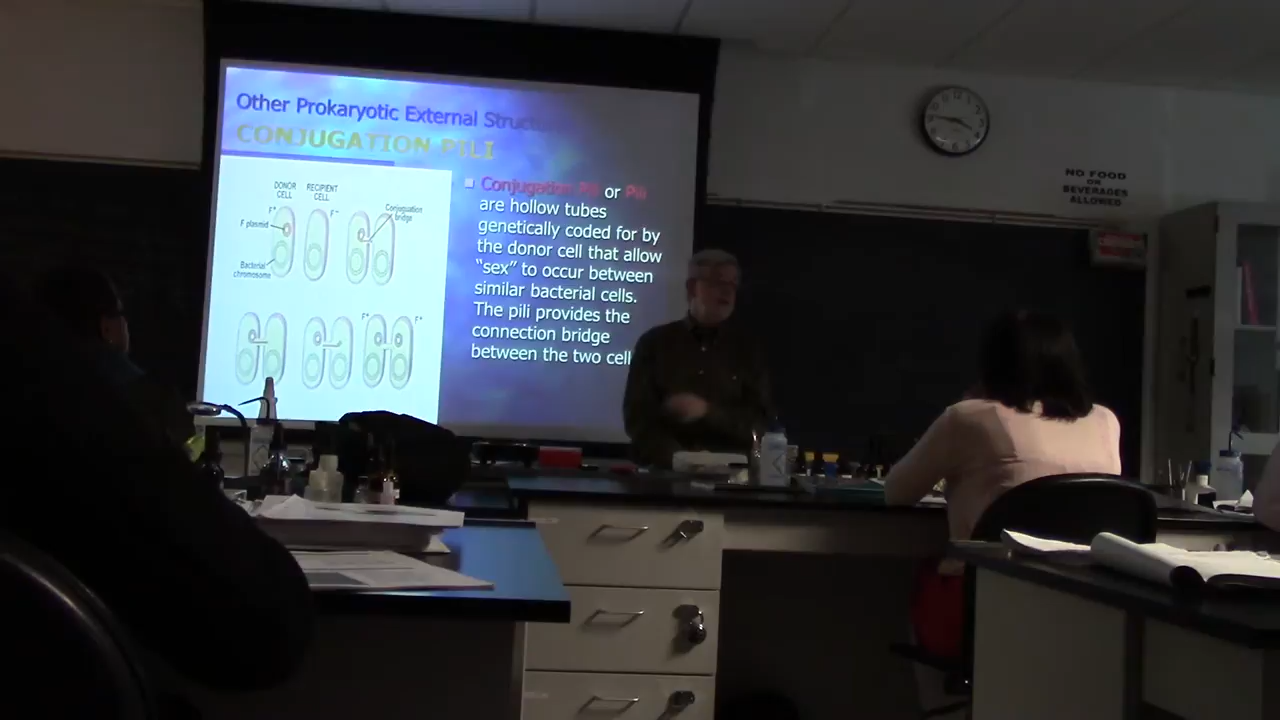 Other Prokaryotic External Struct
CONJUGATION PILI
DONOR
CELL
RECIPIENT
CELL
F+
F-
F plasmid
Conjuguation
bridge
Bacterial
chromosome
F+
F+
Conjugation Pili or Pili
are hollow tubes
genetically coded for by
the donor cell that allow
“sex” to occur between
similar bacterial cells.
The pili provides the
connection bridge
between the two cell
NO FOOD
OR
BEVERAGES
ALLOWED